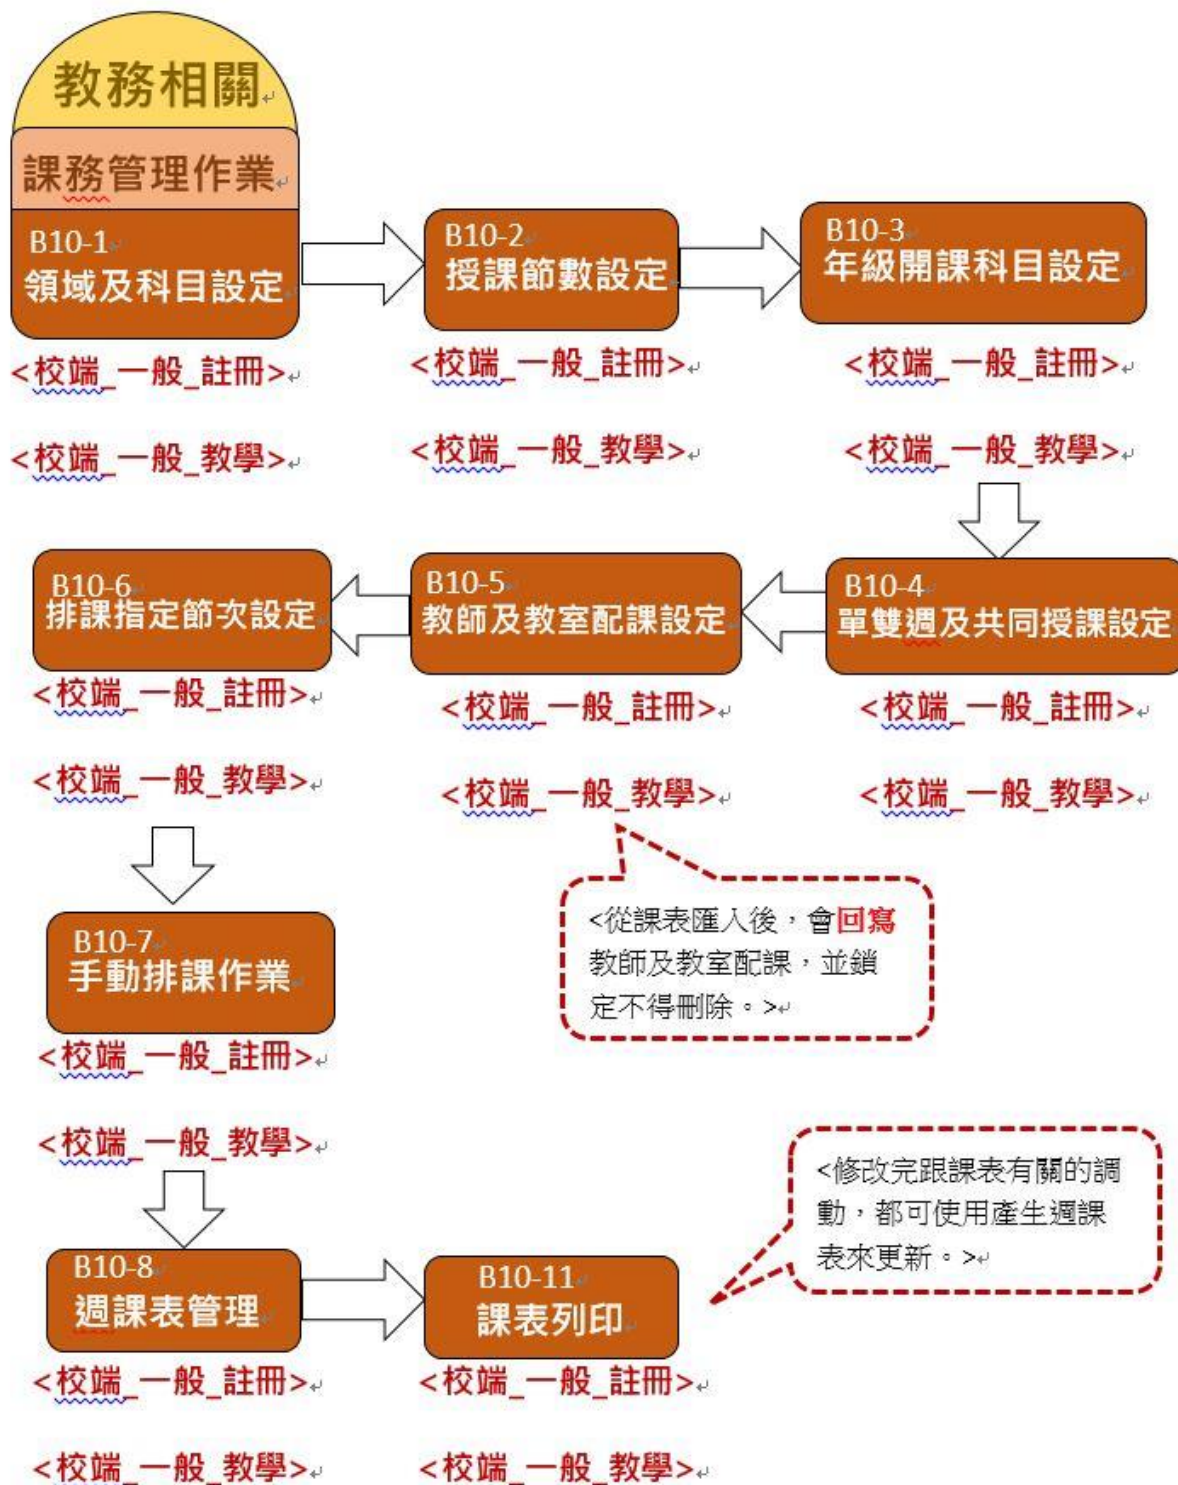 教務相關
課務管理作業
B10-1
領域及科目設定
<校端_一般_註冊>
<校端_一般_教學>
B10-2
授課節數設定
<校端_一般_註冊>
<校端_一般_教學>
B10-3
年級開課科目設定
<校端_一般_註冊>
<校端_一般_教學>
B10-4
單雙週及共同授課設定
<校端_一般_註冊>
<校端_一般_教學>
B10-5
教師及教室配課設定
<校端_一般_註冊>
<校端_一般_教學>
<從課表匯入後，會回寫
教師及教室配課，並鎖
定不得刪除。>
B10-6
排課指定節次設定
<校端_一般_註冊>
<校端_一般_教學>
B10-7
手動排課作業
<校端_一般_註冊>
<校端_一般_教學>
B10-8
週課表管理
<校端_一般_註冊>
<校端_一般_教學>
B10-11
課表列印
<校端_一般_註冊>
<校端_一般_教學>
<修改完跟課表有關的調
動，都可使用產生週課
表來更新。>